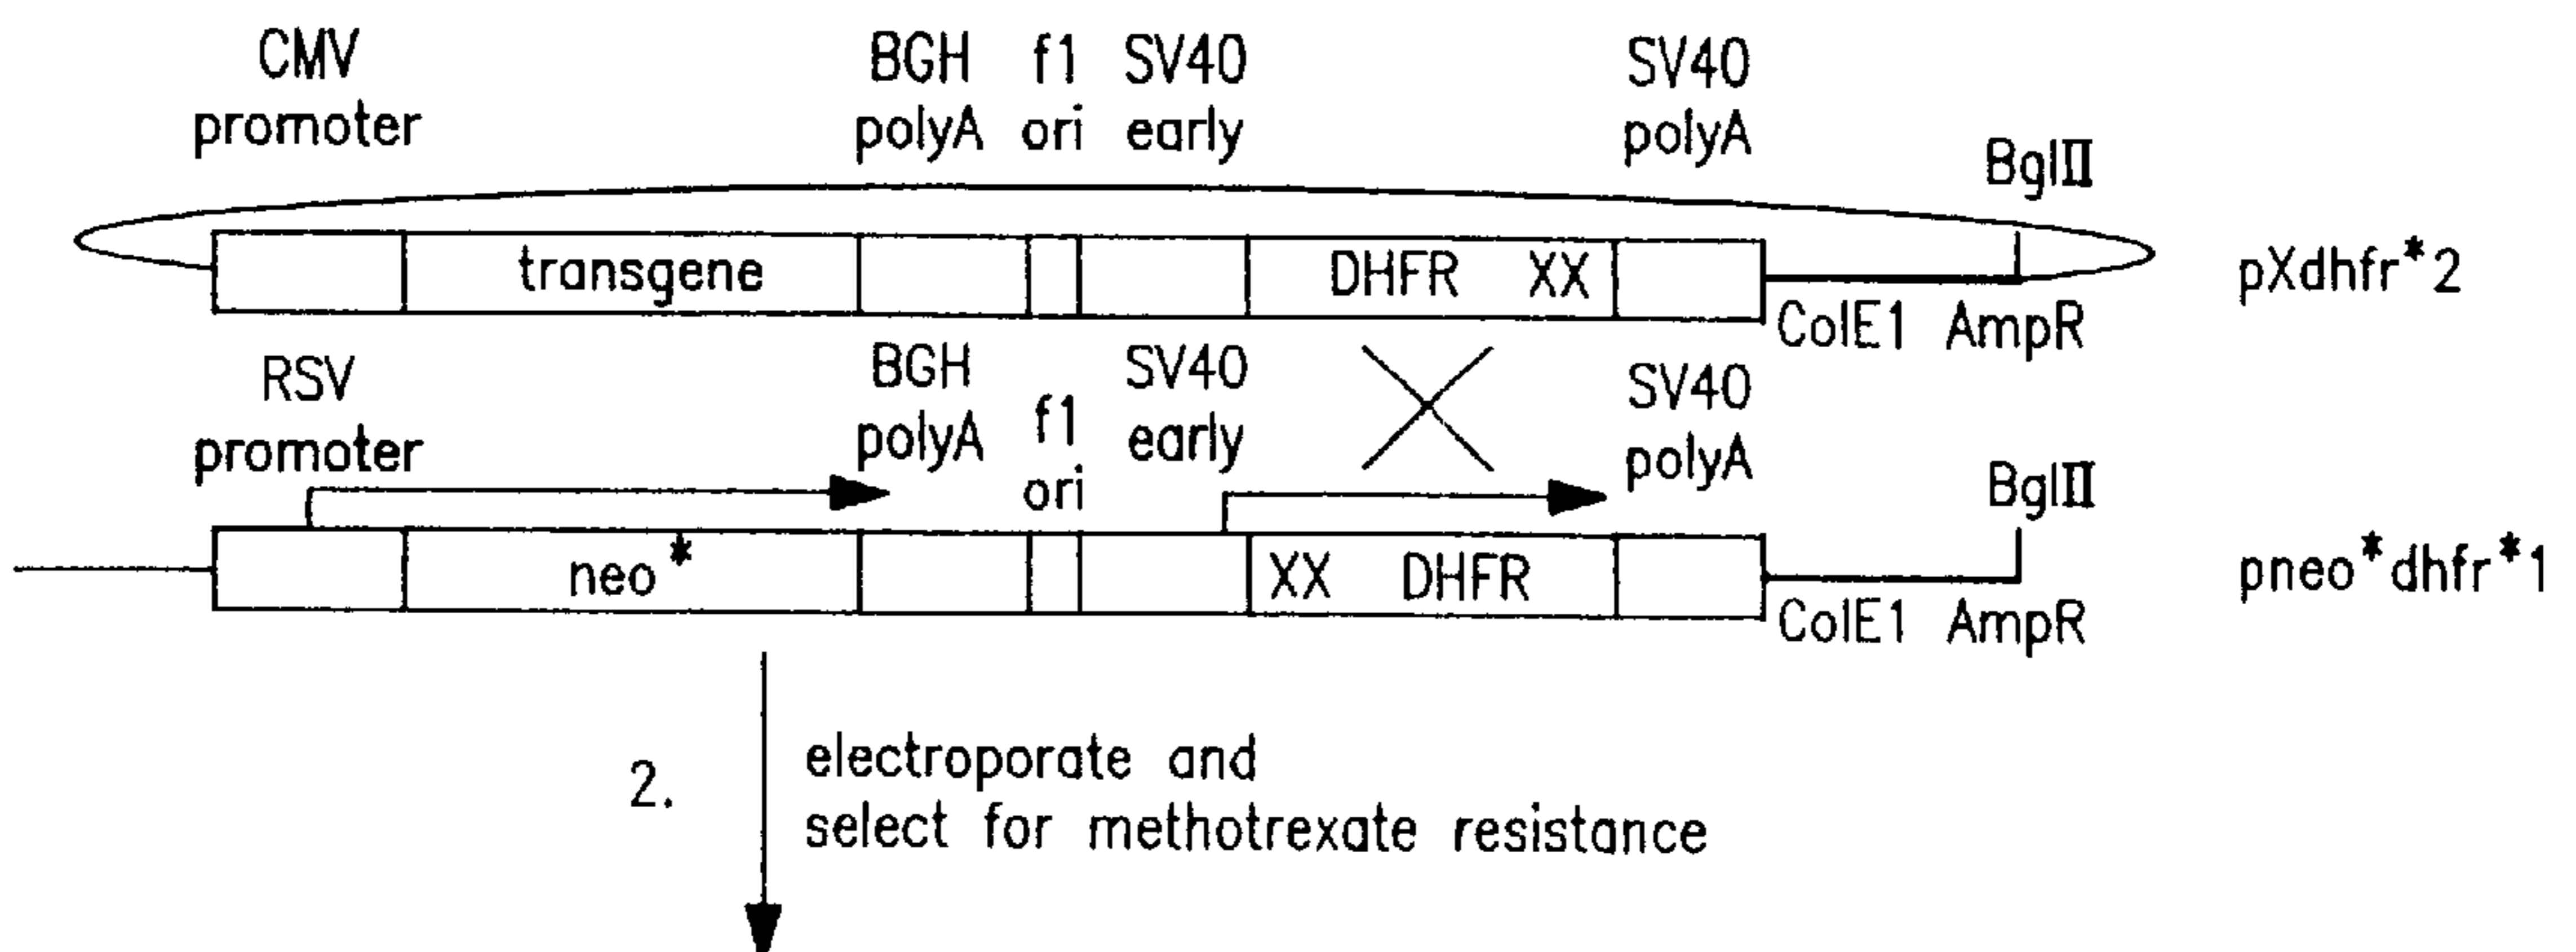 CMV
promoter
BGH
polyA
f1
ori
SV40
early
SV40
polyA
BglII
transgene
DHFR XX
pXdhfr*2
ColE1 AmpR
RSV
promoter
BGH
polyA
f1
ori
SV40
early
SV40
polyA
BglII
neo*
XX DHFR
pneo*dhfr*1
ColE1 AmpR
2.
electroporate and
select for methotrexate resistance